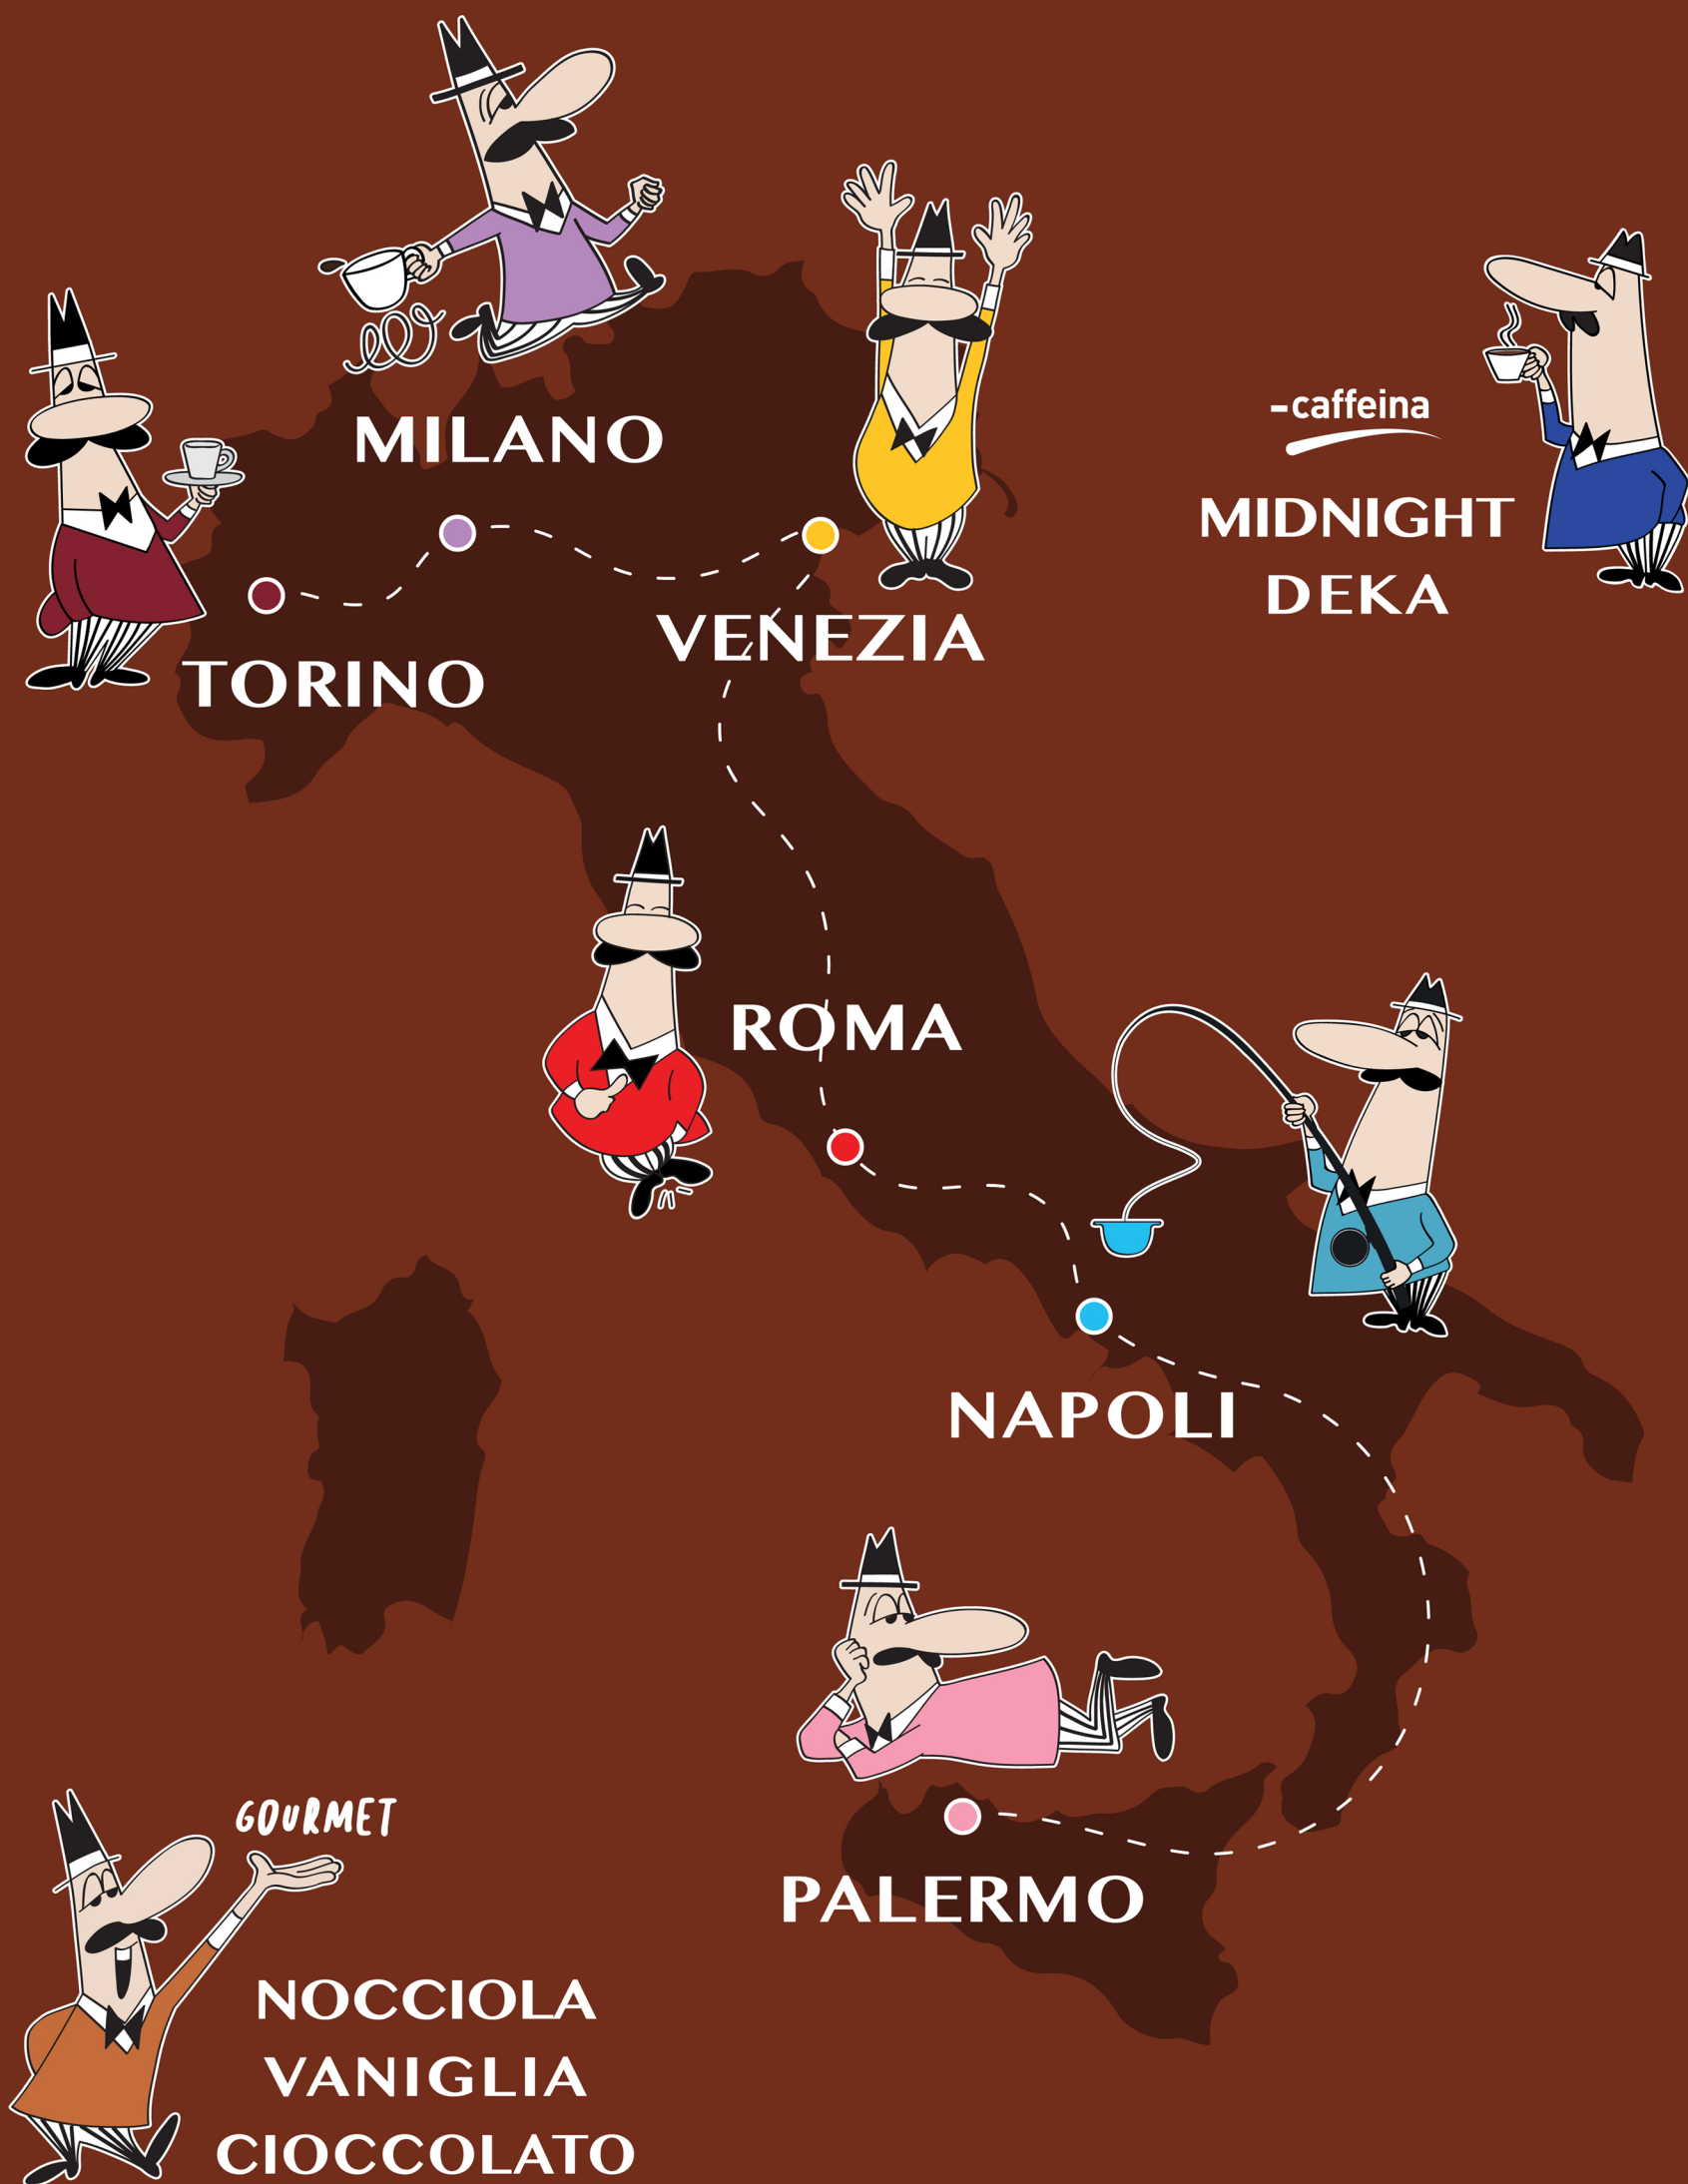 MILANO
-caffeina
MIDNIGHT
DEKA
VENEZIA
TORINO
ROMA
NAPOLI
PALERMO
GOURMET
NOCCIOLA
VANIGLIA
CIOCCOLATO